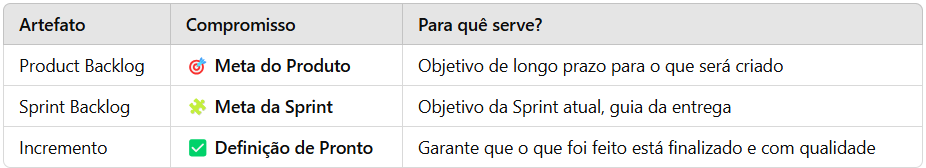 Artefato Compromisso Para quê serve?
Product Backlog 🎯 Meta do Produto Objetivo de longo prazo para o que será criado
Sprint Backlog 🧩 Meta da Sprint Objetivo da Sprint atual, guia da entrega
Incremento ✅ Definição de Pronto Garante que o que foi feito está finalizado e com qualidade